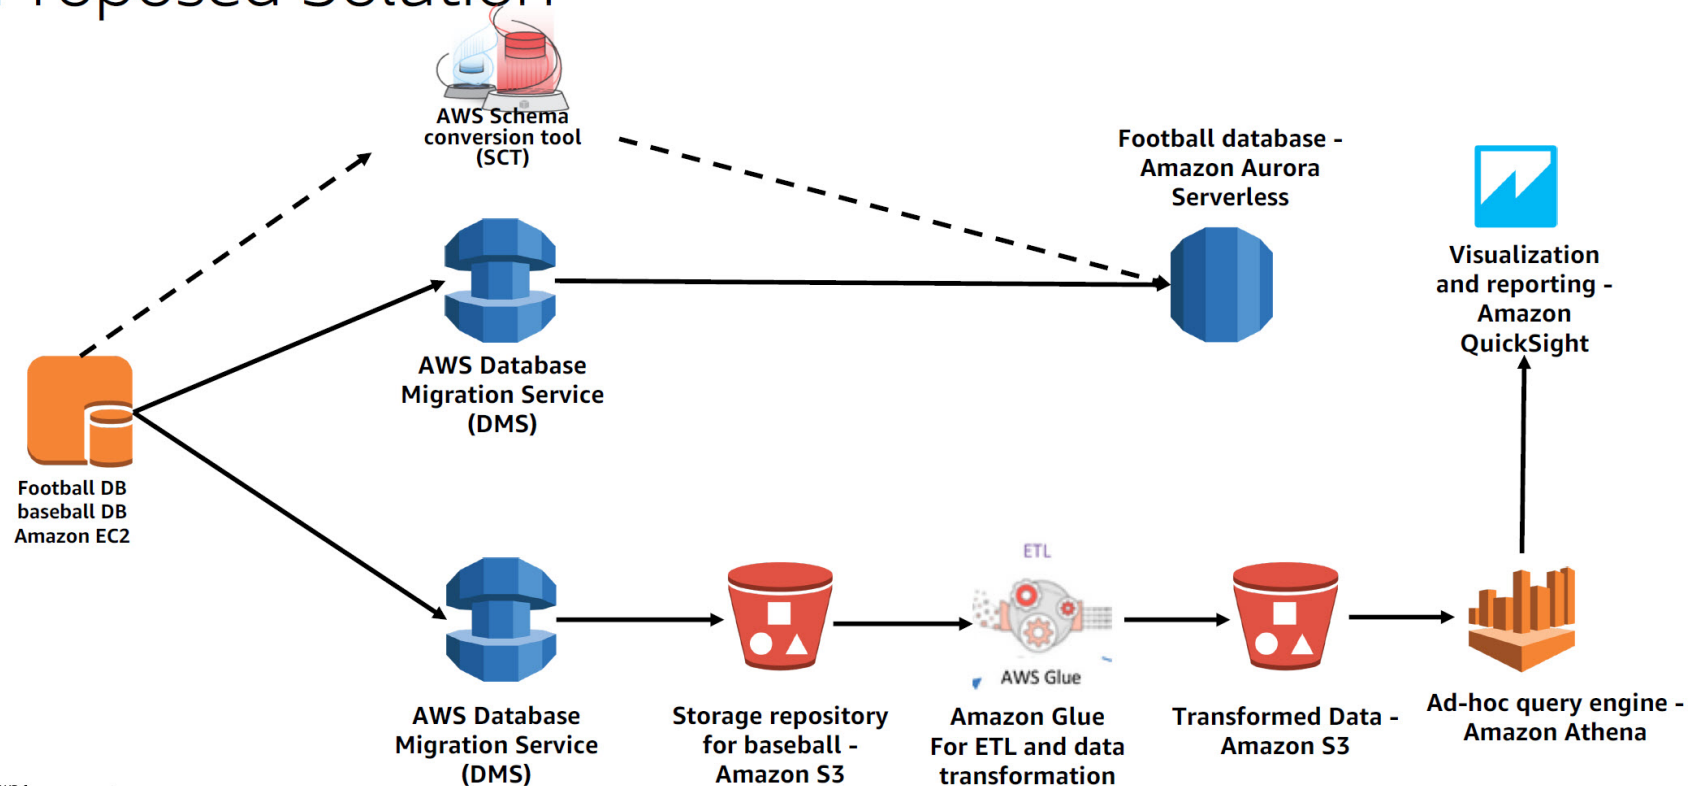 Proposed Solution
AWS Schema
conversion tool
(SCT)
Football database -
Amazon Aurora
Serverless
Visualization
and reporting -
Amazon
QuickSight
AWS Database
Migration Service
(DMS)
Football DB
baseball DB
Amazon EC2
ETL
AWS Glue
AWS Database
Migration Service
(DMS)
Storage repository
for baseball -
Amazon S3
Amazon Glue
For ETL and data
transformation
Transformed Data -
Amazon S3
Ad-hoc query engine -
Amazon Athena